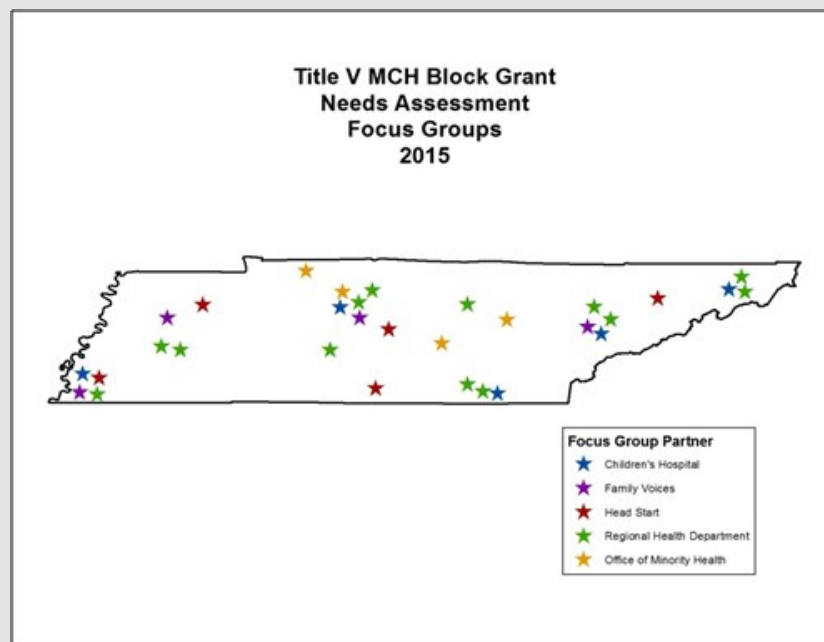 Title V MCH Block Grant
Needs Assessment
Focus Groups
2015
Focus Group Partner
Children's Hospital
Family Voices
Head Start
Regional Health Department
Office of Minority Health